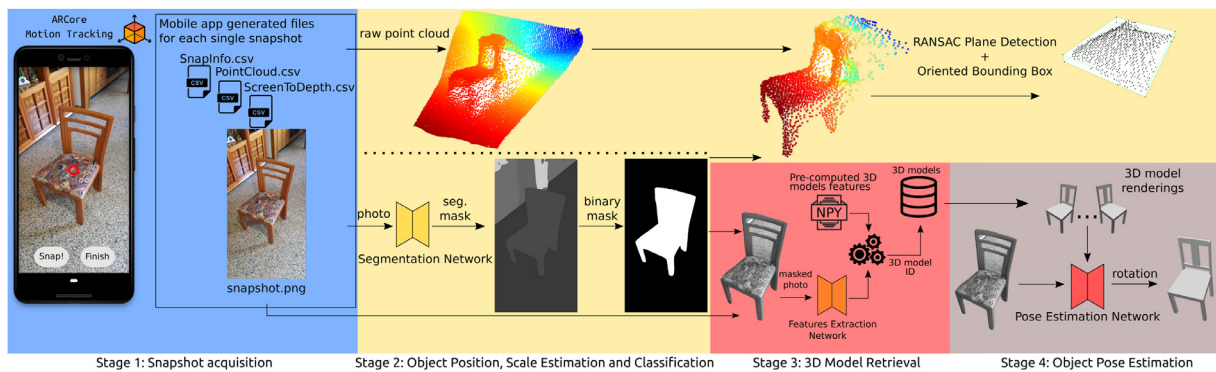 ARCore
Motion Tracking
Snap!
Finish
Mobile app generated files
for each single snapshot
SnapInfo.csv
PointCloud.csv
ScreenToDepth.csv
CSV
CSV
CSV
snapshot.png
raw point cloud
RANSAC Plane Detection
+
Oriented Bounding Box
photo
Segmentation Network
seg.
mask
binary
mask
Pre-computed 3D
models features
NPY
3D models
3D model
ID
masked
photo
Features Extraction
Network
3D model
renderings
...
rotation
Pose Estimation Network
Stage 1: Snapshot acquisition
Stage 2: Object Position, Scale Estimation and Classification
Stage 3: 3D Model Retrieval
Stage 4: Object Pose Estimation